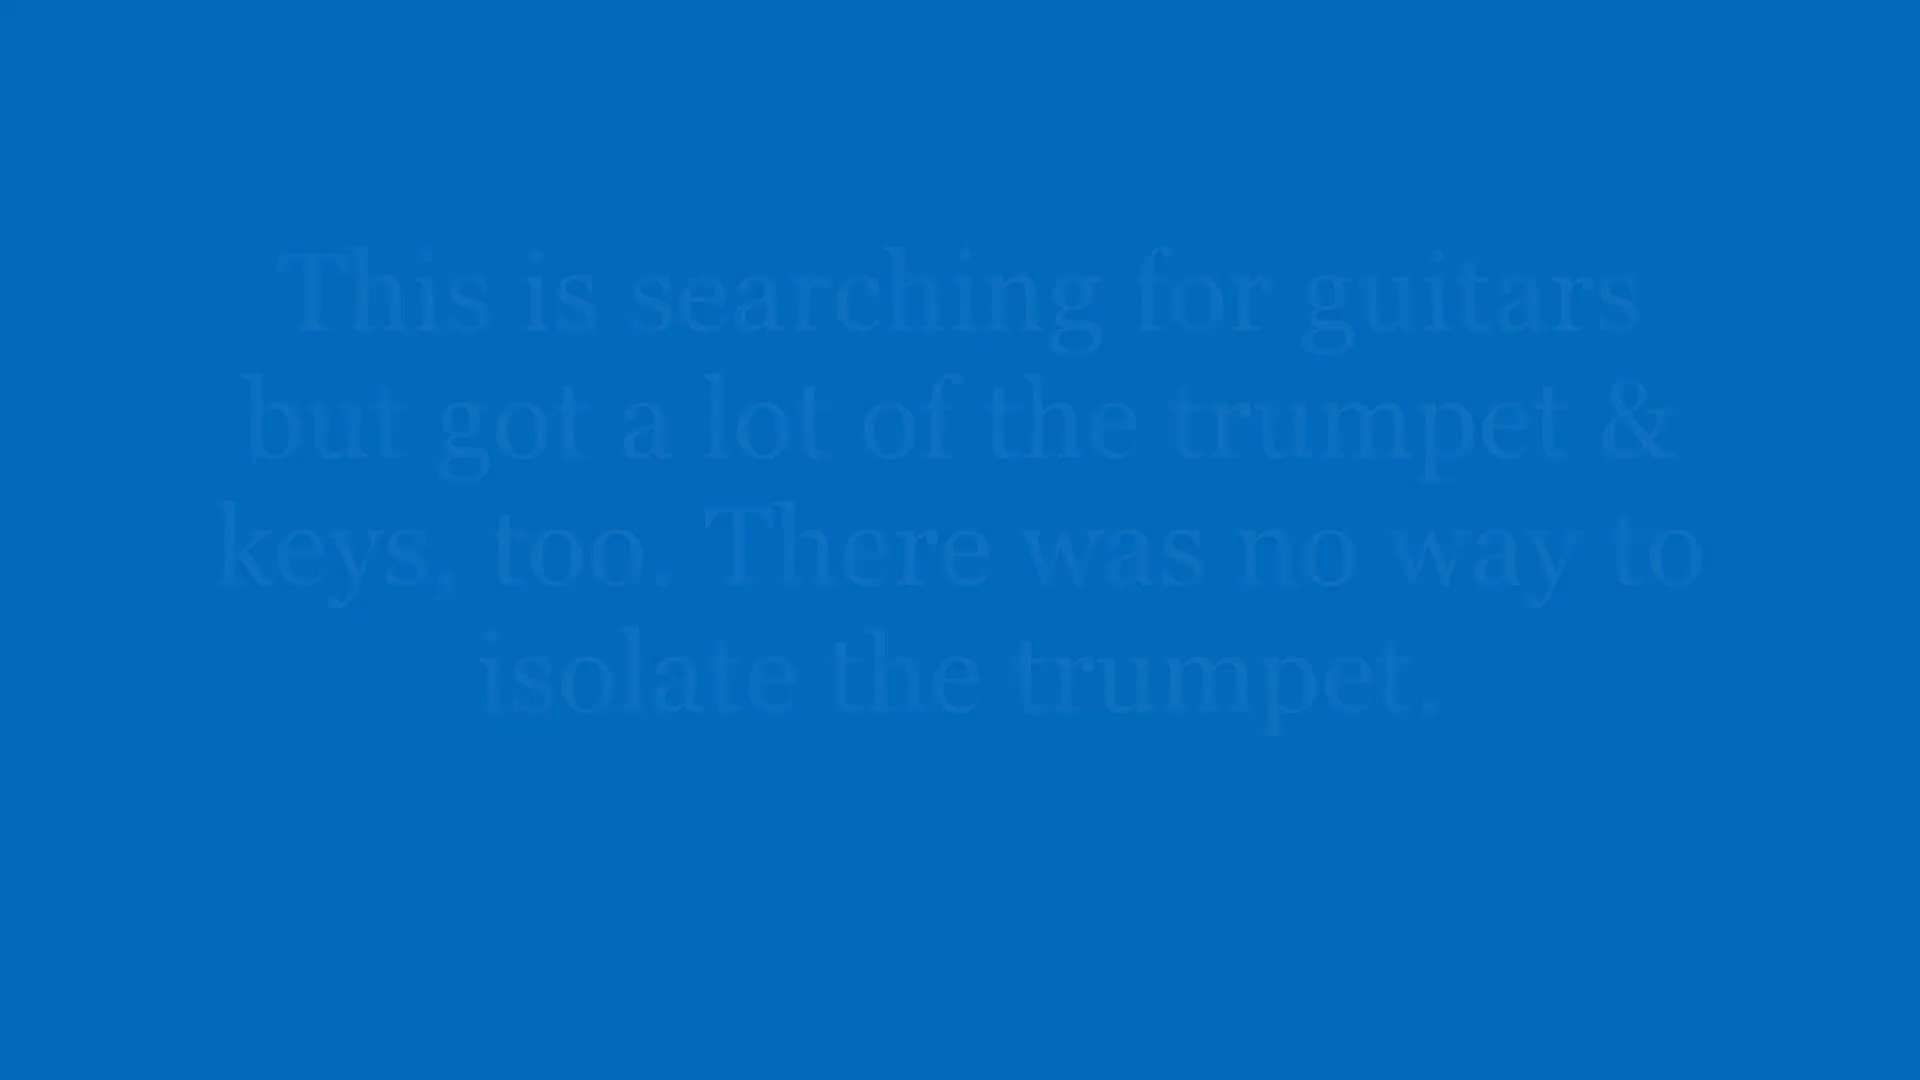 This is searching for guitars
but got a lot of the trumpet &
keys, too. There was no way to
isolate the trumpet.